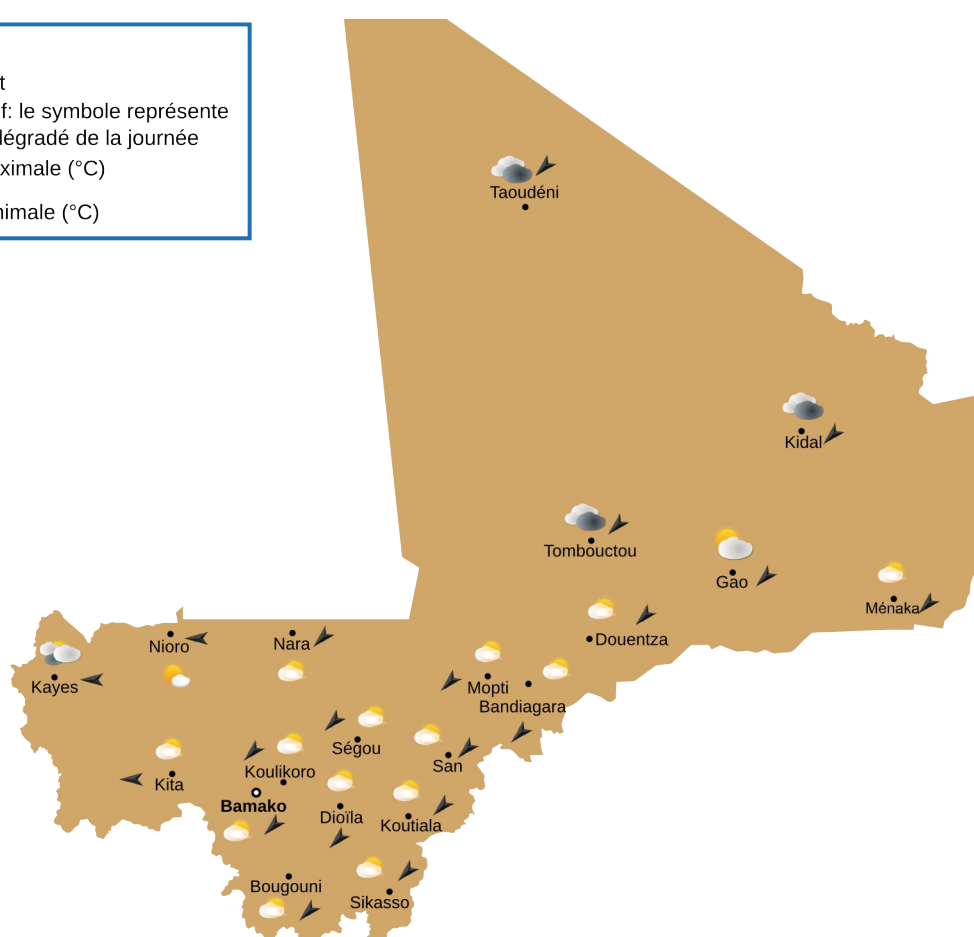 t
f: le symbole représente
dégradé de la journée
ximale (°C)
nimale (°C)
Taoudéni
Kidal
Tombouctou
Gao
Ménaka
Douentza
Nioro
Nara
Kayes
Mopti
Bandiagara
Ségou
San
Koulikoro
Kita
Bamako
Dioïla
Koutiala
Bougouni
Sikasso